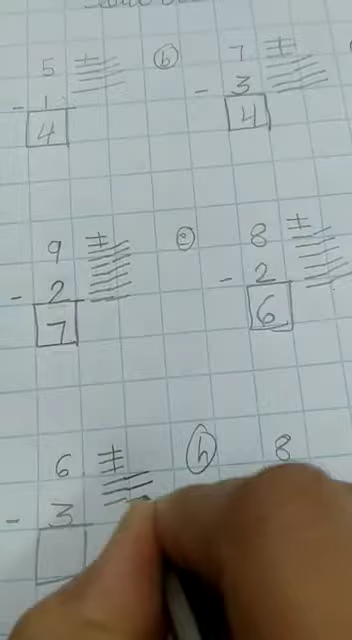 5 (b) 7
- 1 - 3
4 4
9 (e) 8
- 2 - 2
7 6
6 (h) 8
- 3